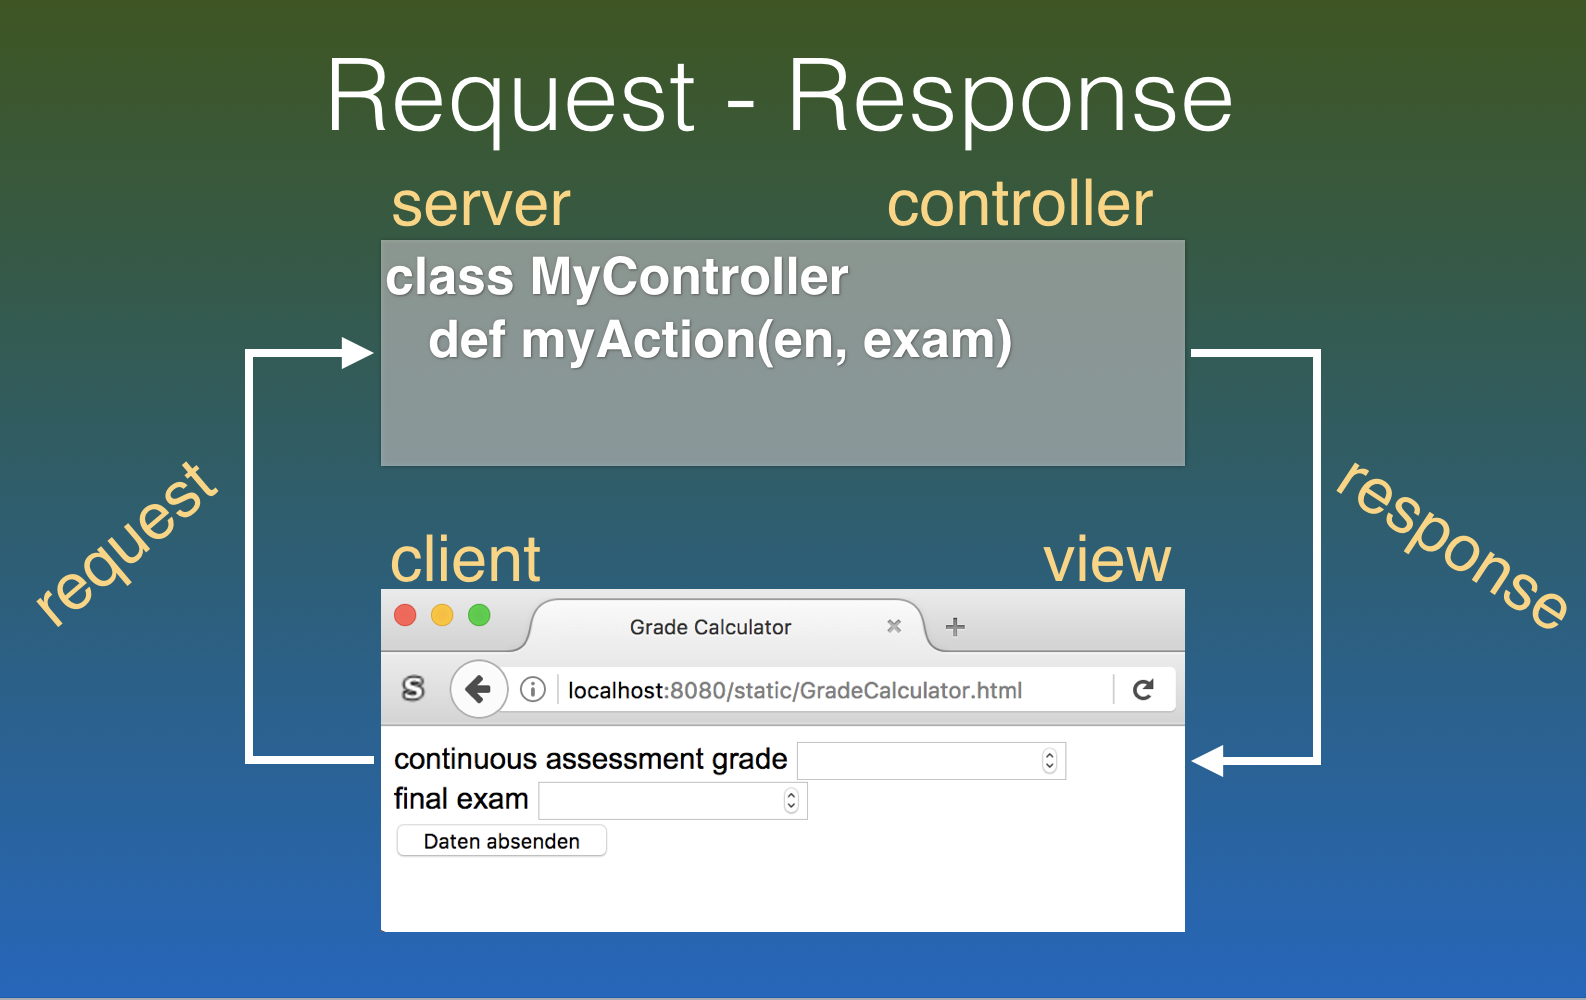 Request - Response
server
controller
class MyController
def myAction(en, exam)
request
response
client
view
Grade Calculator
S
localhost:8080/static/GradeCalculator.html
continuous assessment grade
final exam
Daten absenden